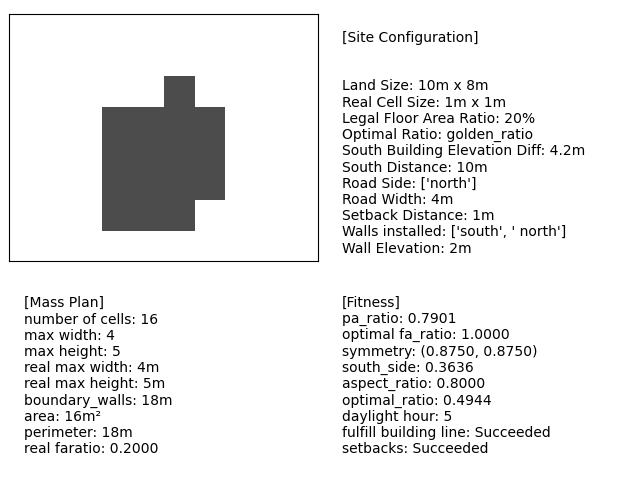 [Site Configuration]
Land Size: 10m x 8m
Real Cell Size: 1m x 1m
Legal Floor Area Ratio: 20%
Optimal Ratio: golden_ratio
South Building Elevation Diff: 4.2m
South Distance: 10m
Road Side: ['north']
Road Width: 4m
Setback Distance: 1m
Walls installed: ['south', ' north']
Wall Elevation: 2m
[Mass Plan]
number of cells: 16
max width: 4
max height: 5
real max width: 4m
real max height: 5m
boundary_walls: 18m
area: 16m²
perimeter: 18m
real faratio: 0.2000
[Fitness]
pa_ratio: 0.7901
optimal fa_ratio: 1.0000
symmetry: (0.8750, 0.8750)
south_side: 0.3636
aspect_ratio: 0.8000
optimal_ratio: 0.4944
daylight hour: 5
fulfill building line: Succeeded
setbacks: Succeeded